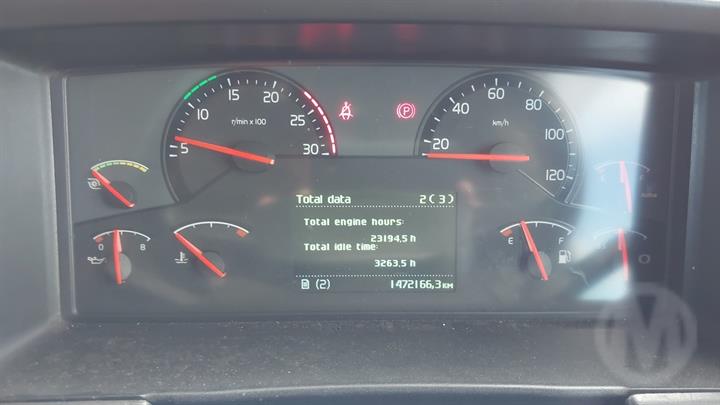 5 10 15 20 25 30
r/min x 100
P
20 40 60 80 100 120
km/h
Total data 2(3)
Total engine hours:
23194,5 h
Total idle time:
3263,5 h
(2) 1472166,3 KM
0 8
E F
M